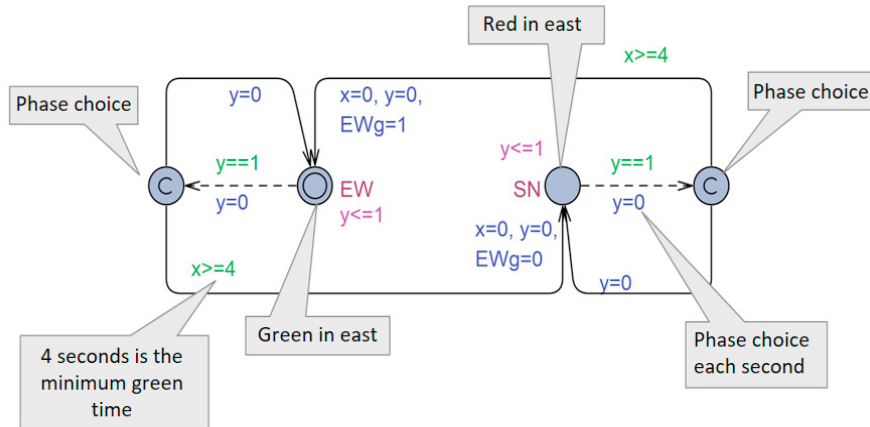 Red in east
x>=4
Phase choice
y=0
x=0, y=0,
EWg=1
Phase choice
y<=1
y==1
y==1
C
EW
SN
C
y=0
y<=1
y=0
x=0, y=0,
EWg=0
x>=4
y=0
Green in east
4 seconds is the
minimum green
time
Phase choice
each second